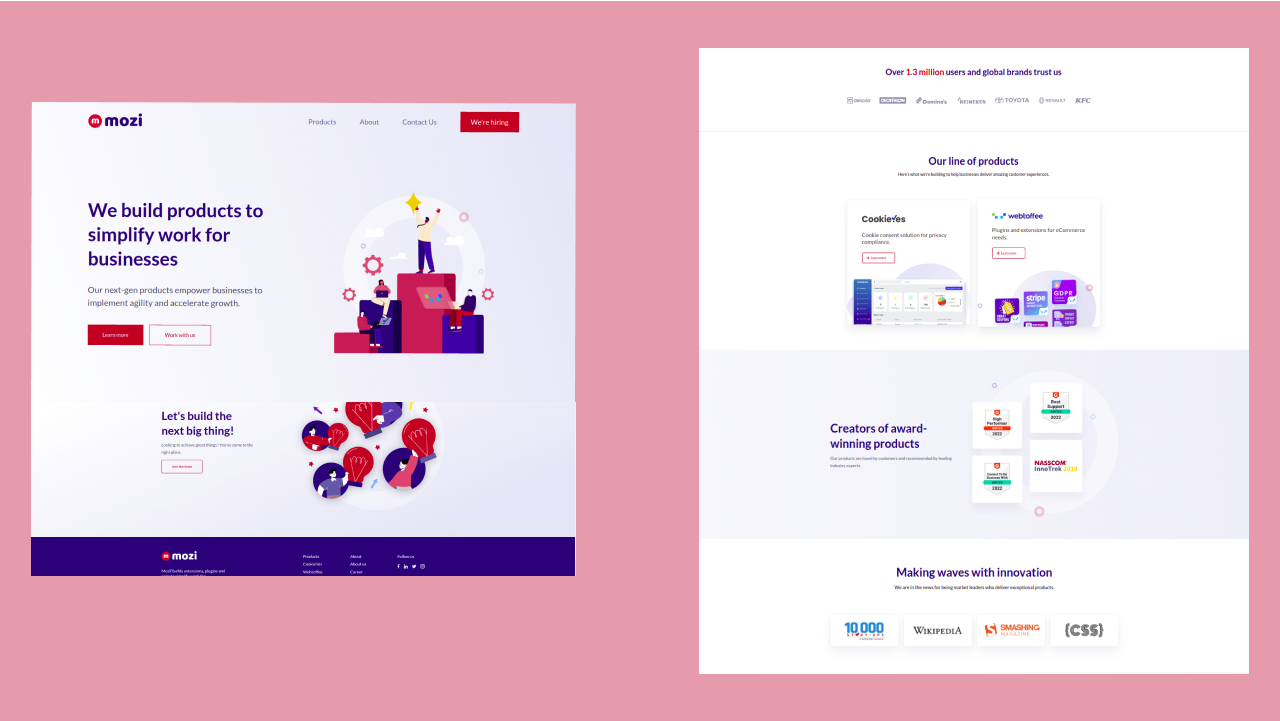 mozi
Products About Contact Us We're hiring
We build products to
simplify work for
businesses
Our next-gen products empower businesses to
implement agility and accelerate growth.
Learn more Work with us
Let's build the
next big thing!
Looking to achieve great things? You've come to the
right place.
Join the team
mozi
Mozil builds extensions, plugins and
Products About Follow us
CookieYes About us
Webtoffee Career
Over 1.3 million users and global brands trust us
deloitte DECATHLON Domino's HEINEKEN TOYOTA RENAULT KFC
Our line of products
Here's what we're building to help businesses deliver amazing customer experiences.
CookieYes
Cookie consent solution for privacy
compliance.
Learn more
webtoffee
Plugins and extensions for eCommerce
needs.
Learn more
stripe
GDPR
Creators of award-
winning products
Our products are loved by customers and recommended by leading
industry experts.
High
Performer
2022
Best
Support
2022
Easiest To Do
Business With
2022
NASSCOM
InnoTrek 2018
Making waves with innovation
We are in the news for being market leaders who deliver exceptional products.
10 000
START-UPS
WIKIPEDIA
SMASHING
MAGAZINE
{CSS}